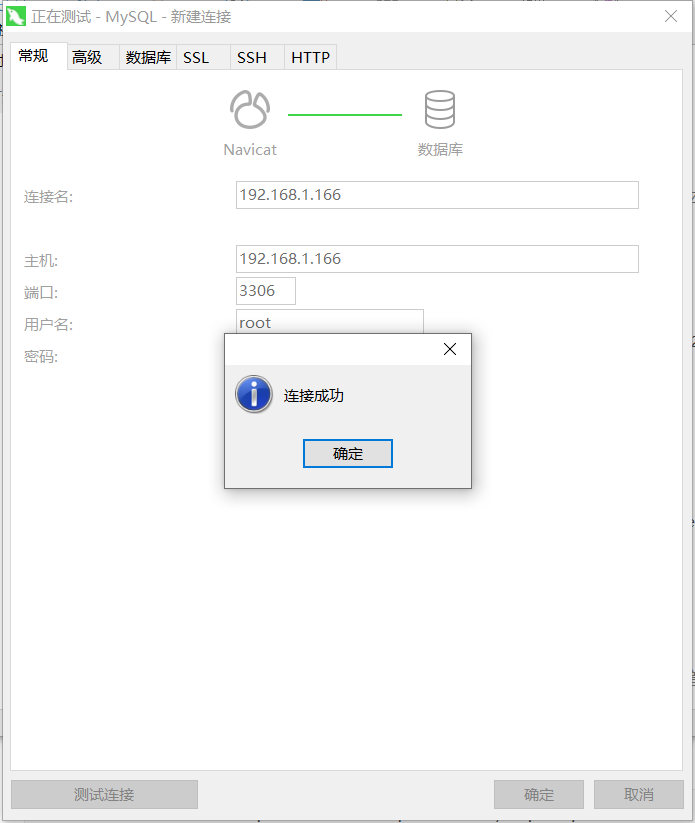 正在测试 - MySQL - 新建连接
常规 高级 数据库 SSL SSH HTTP
Navicat 数据库
连接名: 192.168.1.166
主机: 192.168.1.166
端口: 3306
用户名: root
密码:
连接成功
确定
测试连接 确定 取消